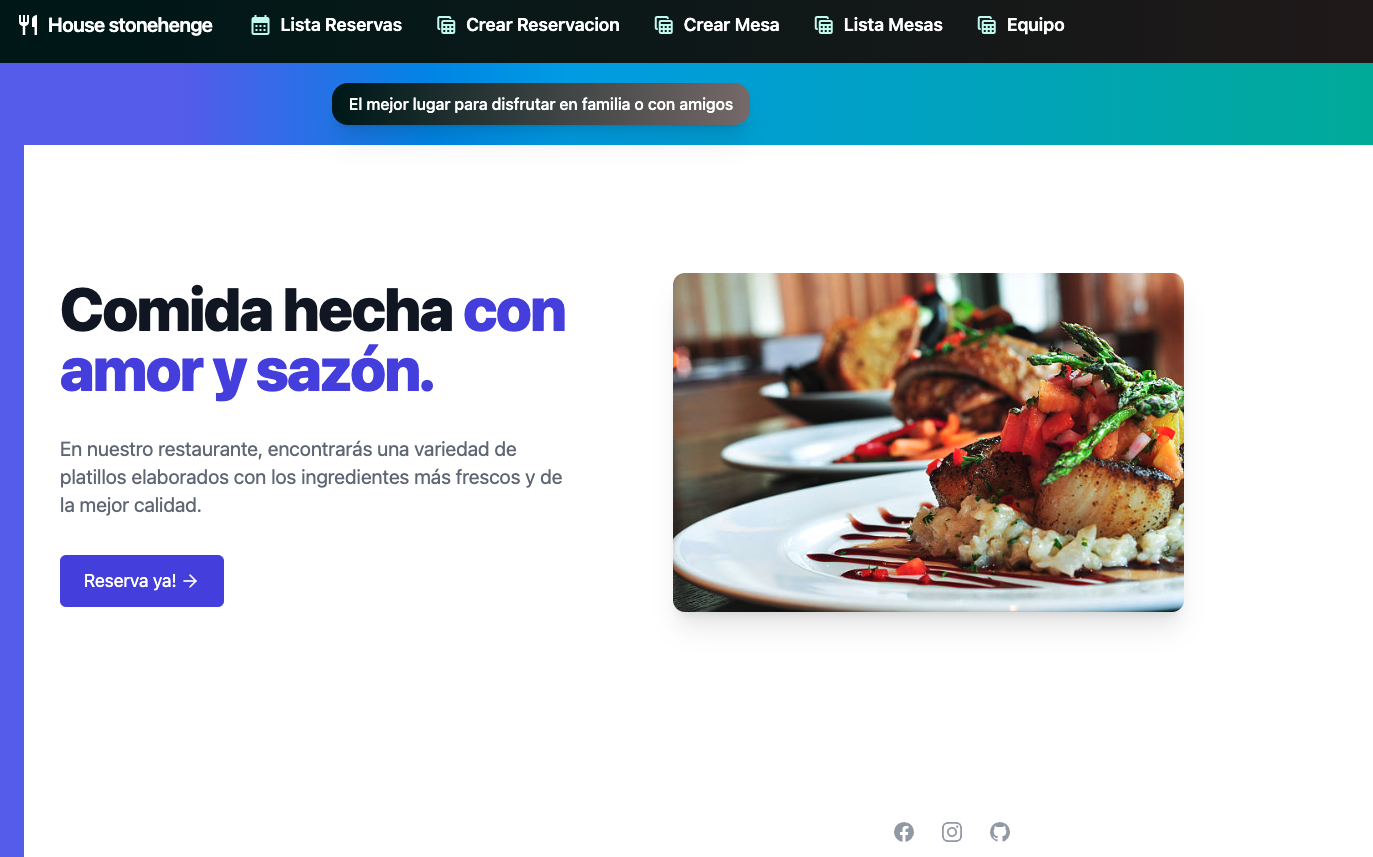 House stonehenge Lista Reservas Crear Reservacion Crear Mesa Lista Mesas Equipo
El mejor lugar para disfrutar en familia o con amigos
Comida hecha con
amor y sazón.
En nuestro restaurante, encontrarás una variedad de
platillos elaborados con los ingredientes más frescos y de
la mejor calidad.
Reserva ya! →